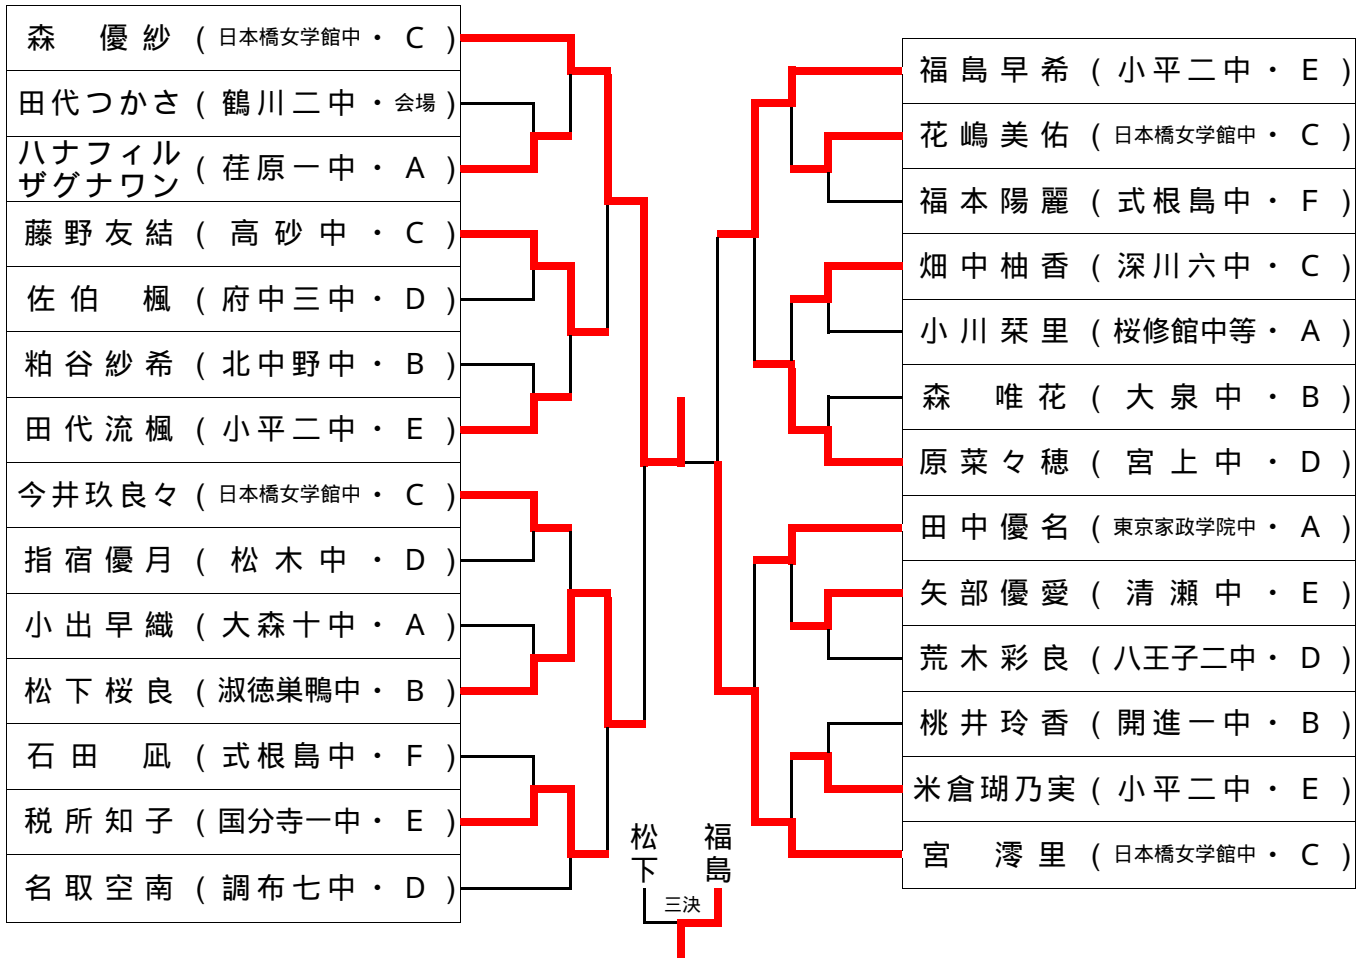 森 優紗 ( 日本橋女学館中 ・ C )
田代つかさ ( 鶴川二中 ・ 会場 )
ハナフィル
ザグナワン ( 荏原一中 ・ A )
藤野友結 ( 高砂中 ・ C )
佐伯 楓 ( 府中三中 ・ D )
粕谷紗希 ( 北中野中 ・ B )
田代流楓 ( 小平二中 ・ E )
今井玖良々 ( 日本橋女学館中 ・ C )
指宿優月 ( 松木中 ・ D )
小出早織 ( 大森十中 ・ A )
松下桜良 ( 淑徳巣鴨中 ・ B )
石田 凪 ( 式根島中 ・ F )
税所知子 ( 国分寺一中 ・ E )
名取空南 ( 調布七中 ・ D )
福島早希 ( 小平二中 ・ E )
花嶋美佑 ( 日本橋女学館中 ・ C )
福本陽麗 ( 式根島中 ・ F )
畑中柚香 ( 深川六中 ・ C )
小川栞里 ( 桜修館中等 ・ A )
森 唯花 ( 大泉中 ・ B )
原菜々穂 ( 宮上中 ・ D )
田中優名 ( 東京家政学院中 ・ A )
矢部優愛 ( 清瀬中 ・ E )
荒木彩良 ( 八王子二中 ・ D )
桃井玲香 ( 開進一中 ・ B )
米倉瑚乃実 ( 小平二中 ・ E )
宮 澪里 ( 日本橋女学館中 ・ C )
松下
福島
三決